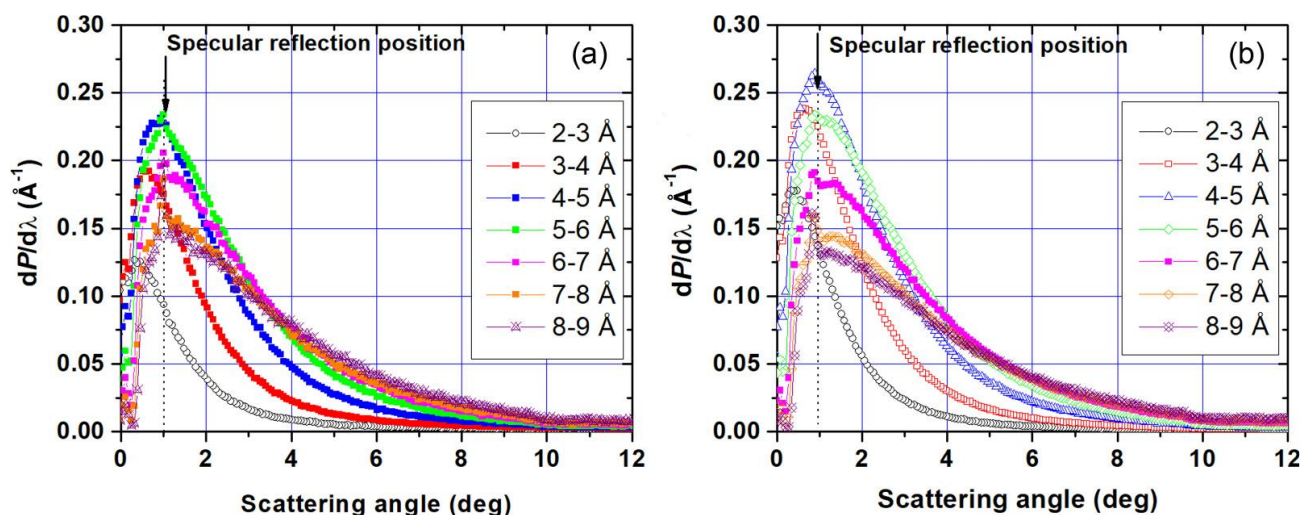 (a)
Specular reflection position
2-3 Å
3-4 Å
4-5 Å
5-6 Å
6-7 Å
7-8 Å
8-9 Å
dP/dλ (Å⁻¹)
0.30
0.25
0.20
0.15
0.10
0.05
0.00
0 2 4 6 8 10 12
Scattering angle (deg)
(b)
Specular reflection position
2-3 Å
3-4 Å
4-5 Å
5-6 Å
6-7 Å
7-8 Å
8-9 Å
dP/dλ (Å⁻¹)
0.30
0.25
0.20
0.15
0.10
0.05
0.00
0 2 4 6 8 10 12
Scattering angle (deg)